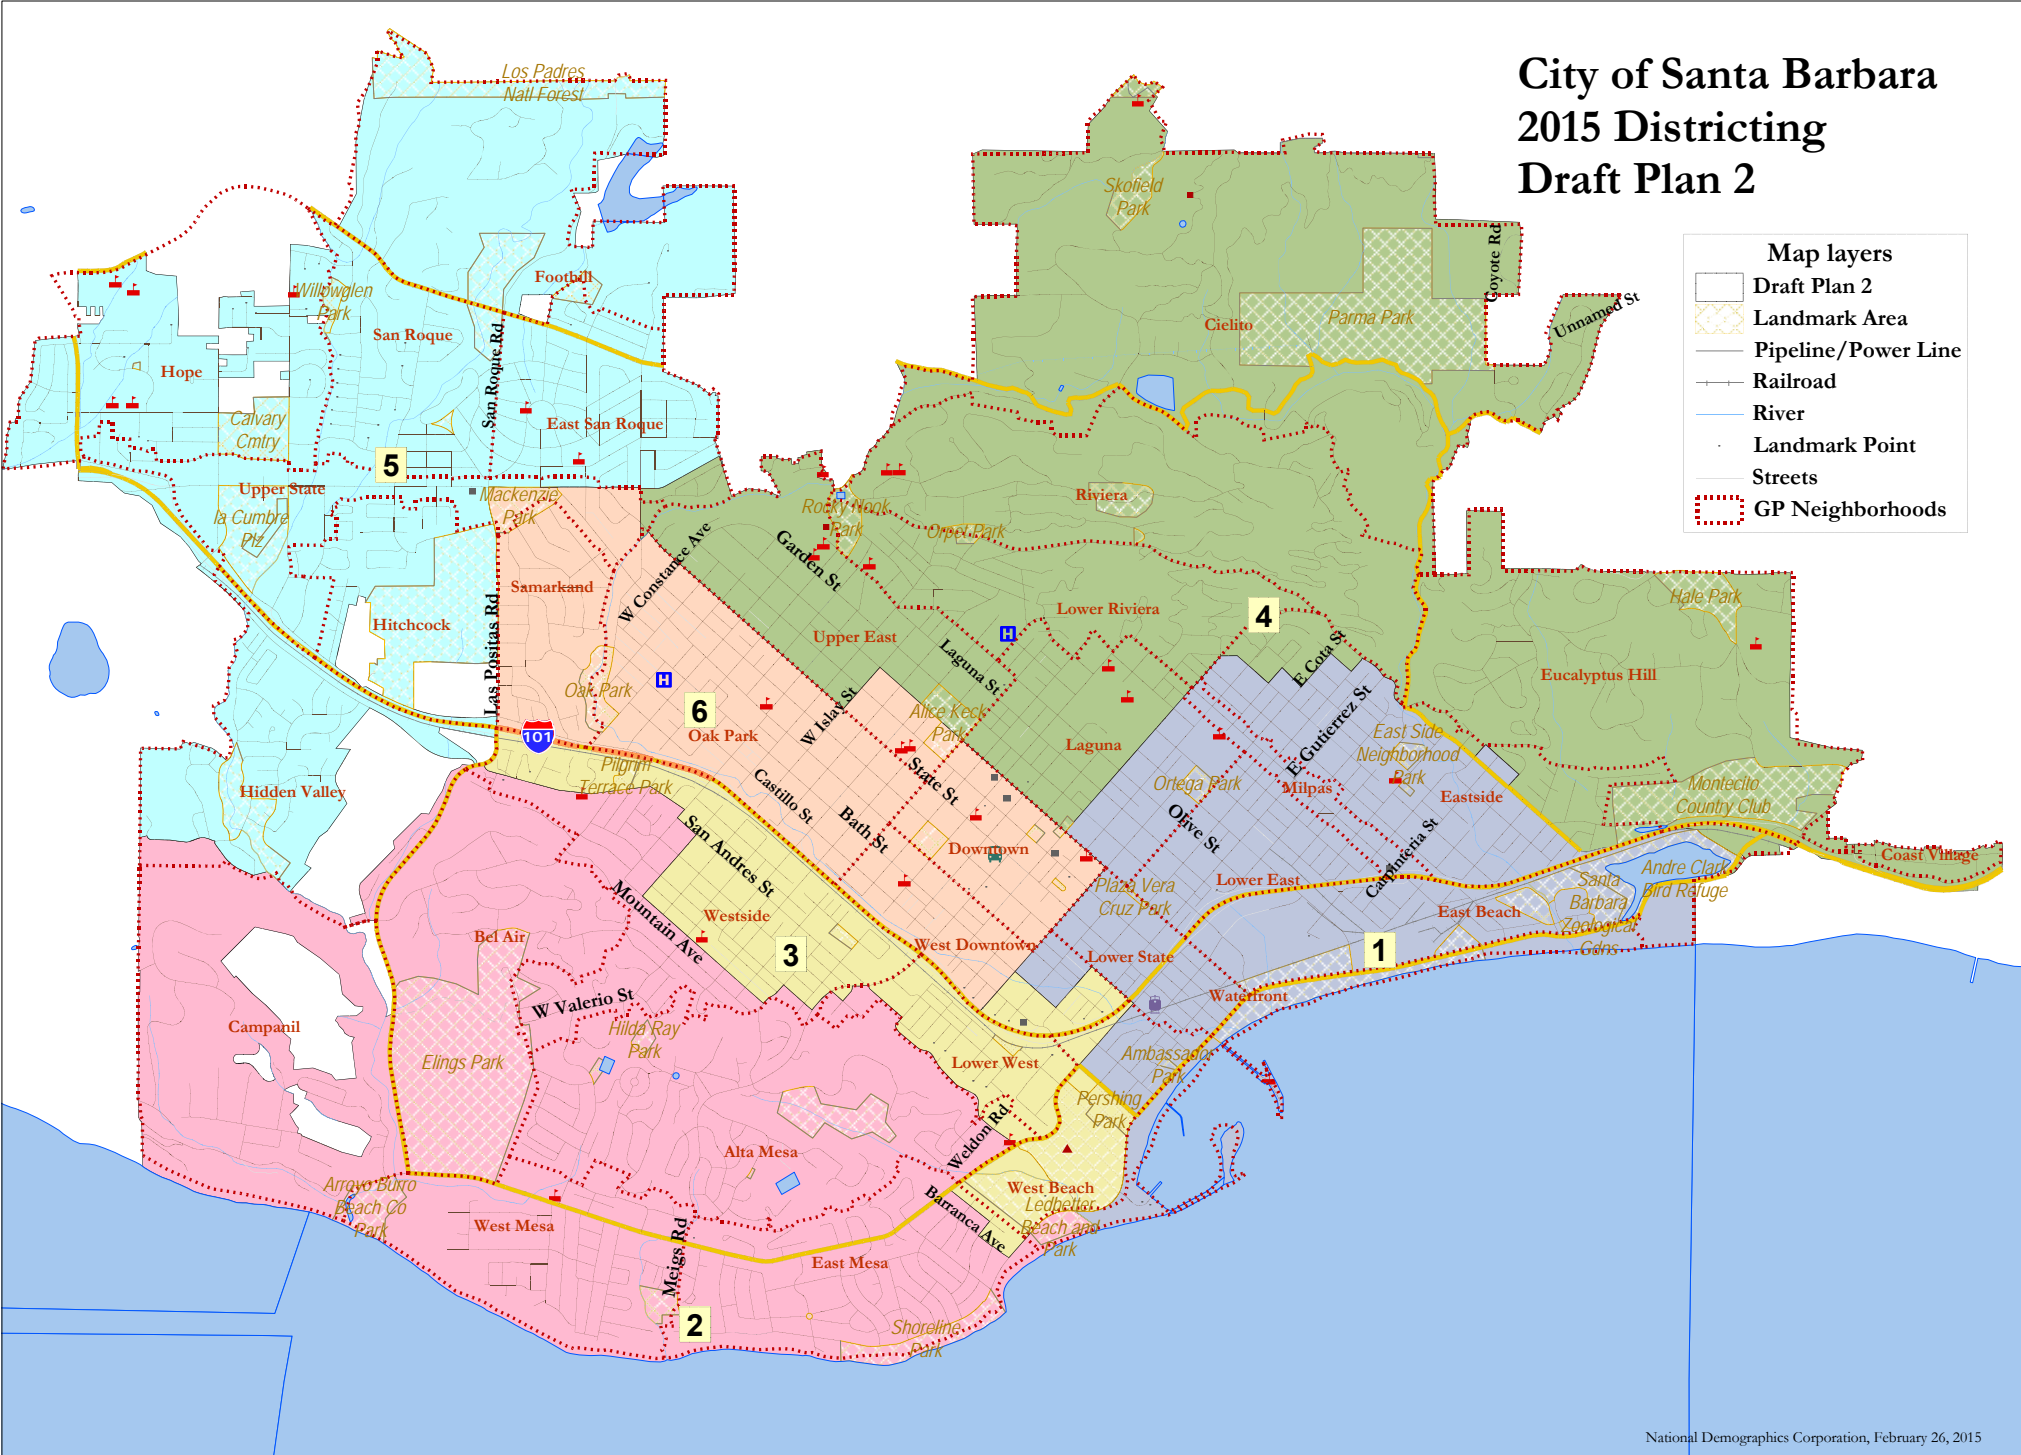 City of Santa Barbara
2015 Districting
Draft Plan 2
Map layers
Draft Plan 2
Landmark Area
Pipeline/Power Line
Railroad
River
Landmark Point
Streets
GP Neighborhoods
Los Padres
Natl Forest
Skofield
Park
Coyote Rd
Unnamed St
Foothill
Willowglen
Park
San Roque
San Roque Rd
Cielito
Parma Park
Hope
Calvary
Cmtry
East San Roque
5
Upper State
la Cumbre
Plz
Mackenzie
Park
Rocky Nook
Park
Riviera
Orpet Park
W Constance Ave
Garden St
Samarkand
Las Positas Rd
Hitchcock
Upper East
Lower Riviera
4
H
Hale Park
E Cota St
Laguna St
Eucalyptus Hill
Oak Park
H
6
Oak Park
W Islay St
Alice Keck
Park
Laguna
E Gutierrez St
East Side
Neighborhood
Park
101
Pilgrim
Terrace Park
Castillo St
State St
Bath St
Ortega Park
Milpas
Eastside
Montecito
Country Club
Hidden Valley
San Andres St
Olive St
Carpinteria St
Downtown
Coast Village
Mountain Ave
Westside
Plaza Vera
Cruz Park
Lower East
Andre Clark
Bird Refuge
Santa
Barbara
Zoological
Gdns
East Beach
Bel Air
3
West Downtown
Lower State
1
W Valerio St
Waterfront
Campanil
Hilda Ray
Park
Elings Park
Lower West
Ambassador
Park
Pershing
Park
Weldon Rd
Alta Mesa
West Beach
Ledbetter
Beach and
Park
Barranca Ave
Arroyo Burro
Beach Co
Park
West Mesa
Meigs Rd
East Mesa
2
Shoreline
Park
National Demographics Corporation, February 26, 2015